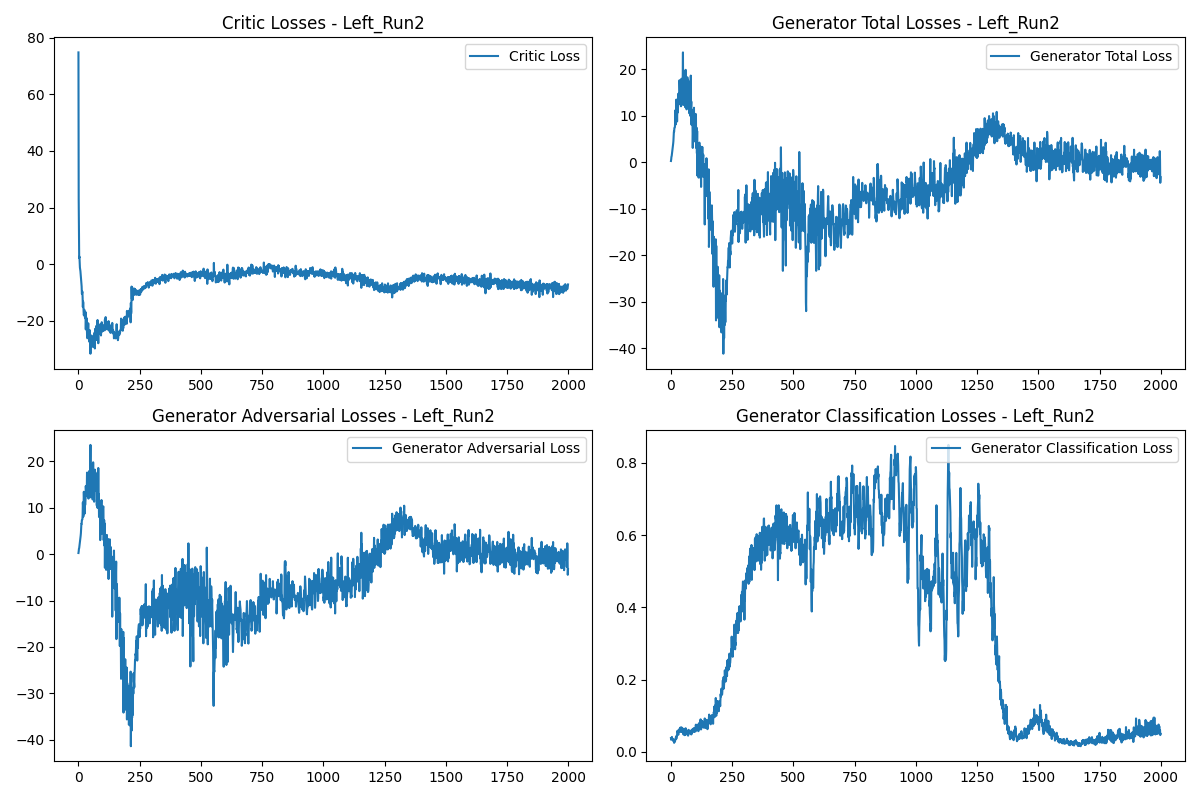 Critic Losses - Left_Run2
Critic Loss
80
60
40
20
0
−20
0 250 500 750 1000 1250 1500 1750 2000
Generator Total Losses - Left_Run2
Generator Total Loss
20
10
0
−10
−20
−30
−40
0 250 500 750 1000 1250 1500 1750 2000
Generator Adversarial Losses - Left_Run2
Generator Adversarial Loss
20
10
0
−10
−20
−30
−40
0 250 500 750 1000 1250 1500 1750 2000
Generator Classification Losses - Left_Run2
Generator Classification Loss
0.8
0.6
0.4
0.2
0.0
0 250 500 750 1000 1250 1500 1750 2000